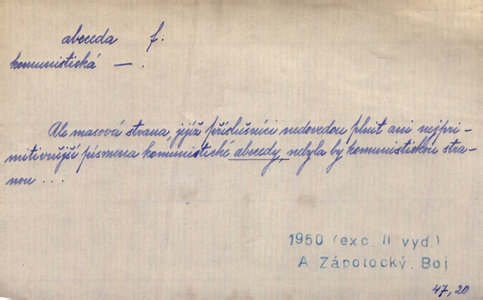 abeceda f.
komunistická — .
Ale masová strana, jejíž příslušníci nedovedou plnit ani nejpri-
mitivnější písmena komunistické abecedy, nebyla by komunistickou stra-
nou ...
1950 (exc. II. vyd.)
A. Zápotocký, Boj
47, 20